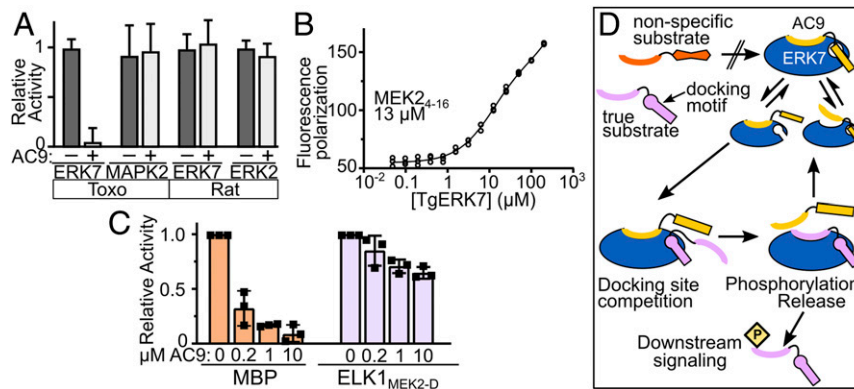 A
Relative
Activity
1
0
AC9: – + – + – + – +
ERK7 MAPK2 ERK7 ERK2
Toxo Rat
B
Fluorescence
polarization
150
100
50
MEK2₄₋₁₆
13 µM
10⁻² 0.1 1 10 100 10³
[TgERK7] (µM)
C
Relative Activity
1.0
0.5
0
µM AC9: 0 0.2 1 10 0 0.2 1 10
MBP ELK1MEK2-D
D
non-specific
substrate
AC9
ERK7
docking
motif
true
substrate
Docking site
competition
Phosphorylation
Release
Downstream
signaling
P